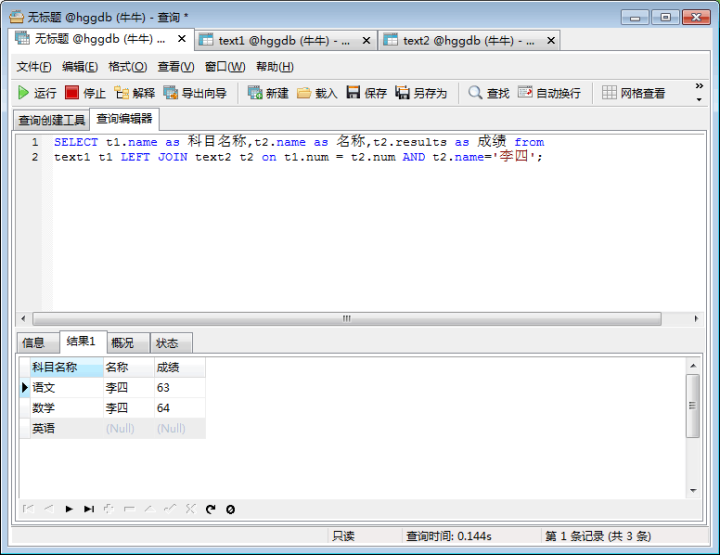 无标题 @hggdb (牛牛) - 查询 *
无标题 @hggdb (牛牛) ... text1 @hggdb (牛牛) - ... text2 @hggdb (牛牛) - ...
文件(F) 编辑(E) 格式(O) 查看(V) 窗口(W) 帮助(H)
运行 停止 解释 导出向导 新建 载入 保存 另存为 查找 自动换行 网格查看 »
查询创建工具 查询编辑器
1 SELECT t1.name as 科目名称,t2.name as 名称,t2.results as 成绩 from
2 text1 t1 LEFT JOIN text2 t2 on t1.num = t2.num AND t2.name='李四';
信息 结果1 概况 状态
科目名称 名称 成绩
语文 李四 63
数学 李四 64
英语 (Null) (Null)
只读 查询时间: 0.144s 第 1 条记录 (共 3 条)